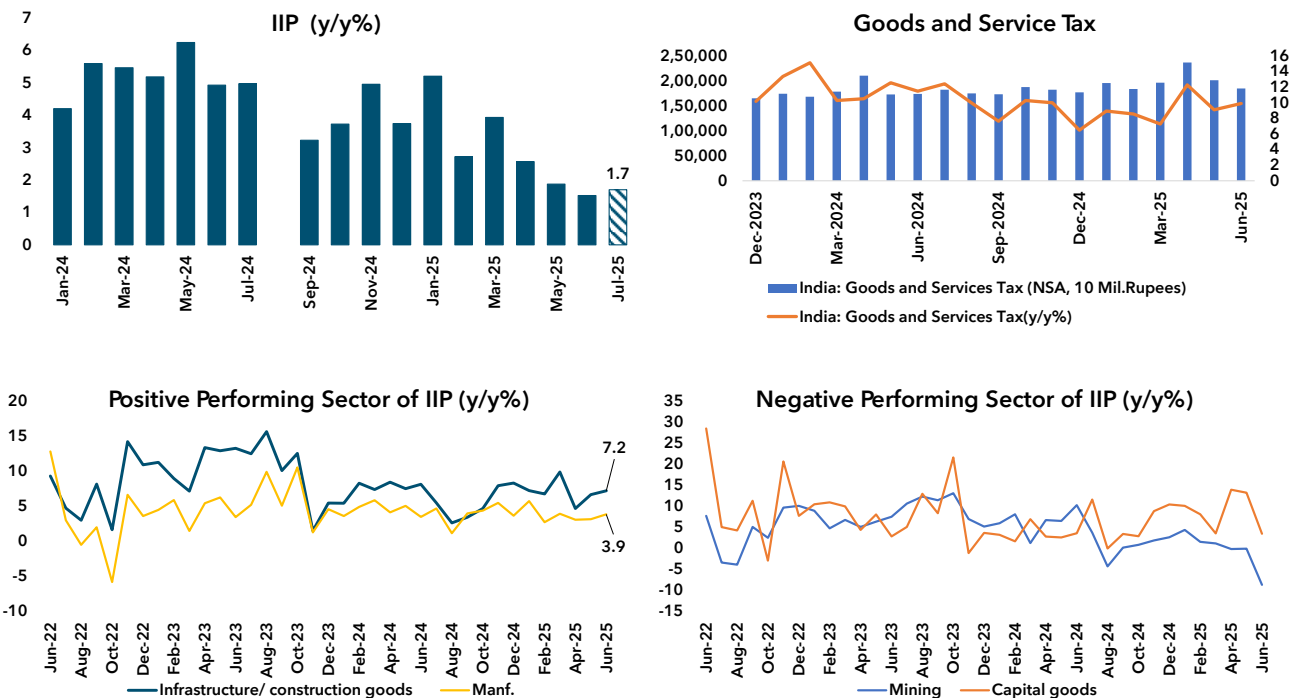 IIP (y/y%)
7
6
5
4
3
2
1
0
1.7
Jan-24
Mar-24
May-24
Jul-24
Sep-24
Nov-24
Jan-25
Mar-25
May-25
Jul-25
Goods and Service Tax
2,50,000
2,00,000
1,50,000
1,00,000
50,000
0
16
14
12
10
8
6
4
2
0
Dec-2023
Mar-2024
Jun-2024
Sep-2024
Dec-24
Mar-25
Jun-25
India: Goods and Services Tax (NSA, 10 Mil.Rupees)
India: Goods and Services Tax(y/y%)
Positive Performing Sector of IIP (y/y%)
20
15
10
5
0
-5
-10
7.2
3.9
Jun-22
Aug-22
Oct-22
Dec-22
Feb-23
Apr-23
Jun-23
Aug-23
Oct-23
Dec-23
Feb-24
Apr-24
Jun-24
Aug-24
Oct-24
Dec-24
Feb-25
Apr-25
Jun-25
Infrastructure/ construction goods
Manf.
Negative Performing Sector of IIP (y/y%)
35
30
25
20
15
10
5
0
-5
-10
-15
Jun-22
Aug-22
Oct-22
Dec-22
Feb-23
Apr-23
Jun-23
Aug-23
Oct-23
Dec-23
Feb-24
Apr-24
Jun-24
Aug-24
Oct-24
Dec-24
Feb-25
Apr-25
Jun-25
Mining
Capital goods